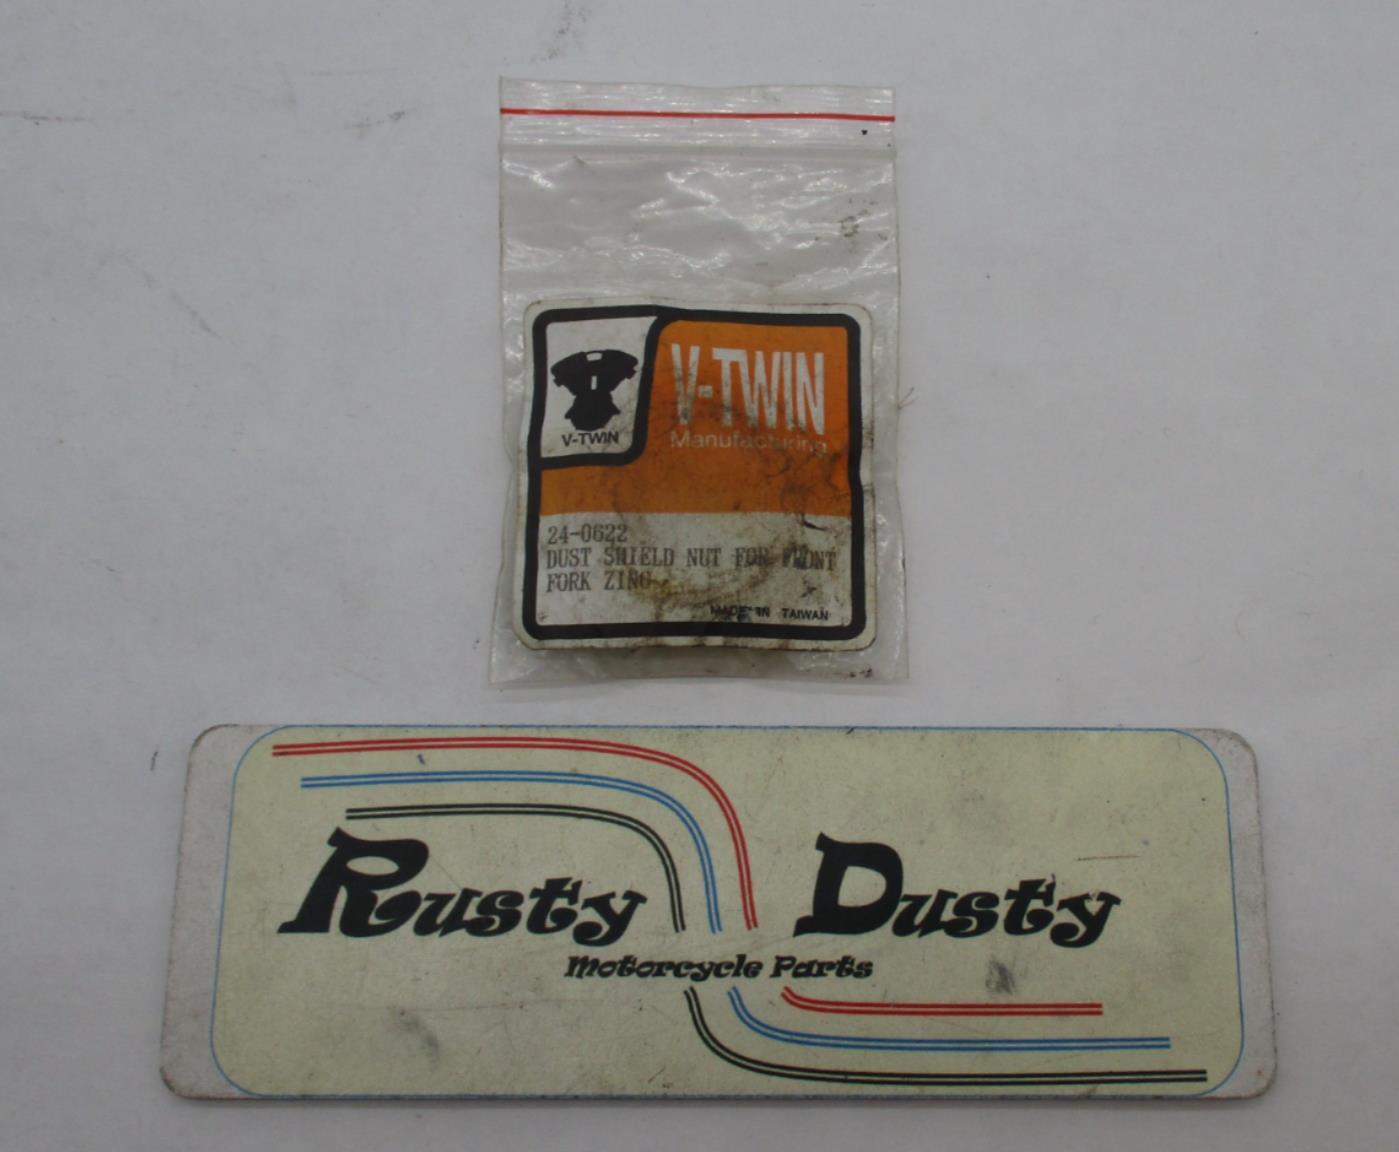 V-TWIN
Manufacturing
V-TWIN
24-0622
DUST SHIELD NUT FOR FRONT
FORK ZINC
MADE IN TAIWAN
Rusty Dusty
Motorcycle Parts